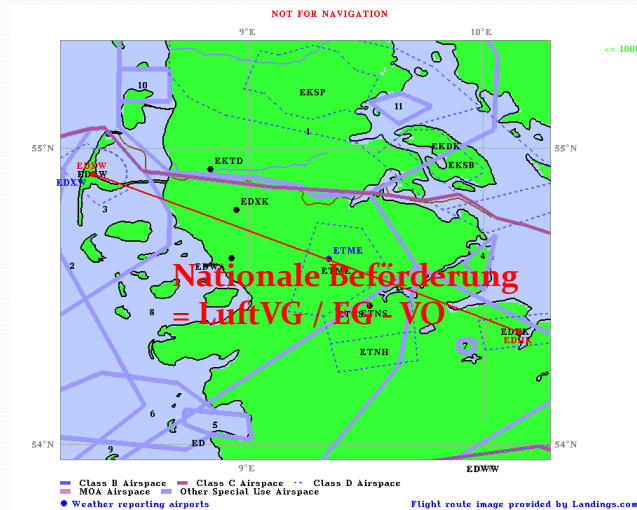 NOT FOR NAVIGATION
9°E 10°E
<= 1000
10
EKSP
11
1
55°N 55°N
EKDK
EKTD
EKSB
EDXW
EDXW
3
EDXK
2
ETME
4
EDWA
Nationale Beförderung
= LuftVG / EG - VO
8
ETNS
EDHK
7
ETNH
6
5
ED
9
54°N 54°N
9°E
EDWW
Class B Airspace Class C Airspace Class D Airspace
MOA Airspace Other Special Use Airspace
Weather reporting airports Flight route image provided by Landings.com